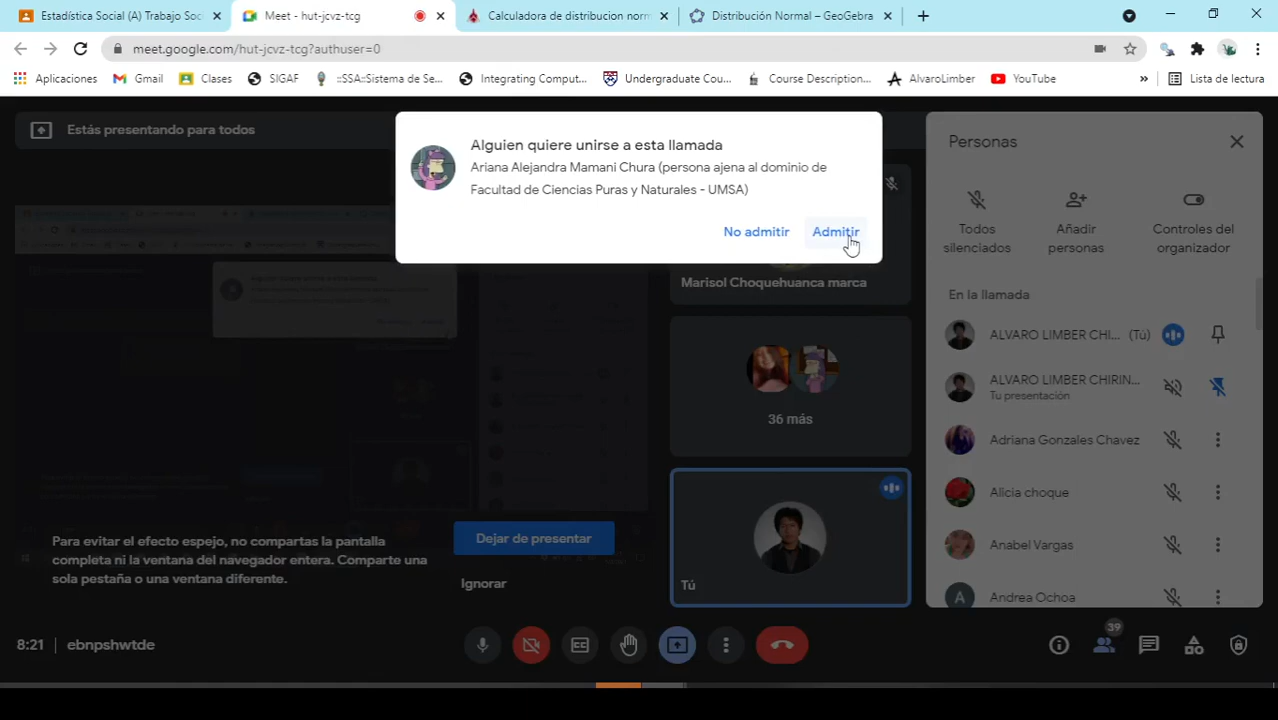 Estadística Social (A) Trabajo Soc
Meet - hut-jcvz-tcg
Calculadora de distribucion norm
Distribución Normal – GeoGebra
meet.google.com/hut-jcvz-tcg?authuser=0
Aplicaciones
Gmail
Clases
SIGAF
::SSA::Sistema de Se...
Integrating Comput...
Undergraduate Cou...
Course Description...
AlvaroLimber
YouTube
»
Lista de lectura
Estás presentando para todos
Alguien quiere unirse a esta llamada
Ariana Alejandra Mamani Chura (persona ajena al dominio de
Facultad de Ciencias Puras y Naturales - UMSA)
No admitir
Admitir
Marisol Choquehuanca marca
36 más
Tú
Para evitar el efecto espejo, no compartas la pantalla
completa ni la ventana del navegador entera. Comparte una
sola pestaña o una ventana diferente.
Dejar de presentar
Ignorar
Personas
Todos
silenciados
Añadir
personas
Controles del
organizador
En la llamada
ALVARO LIMBER CHI... (Tú)
ALVARO LIMBER CHIRIN...
Tu presentación
Adriana Gonzales Chavez
Alicia choque
Anabel Vargas
A
Andrea Ochoa
8:21
ebnpshwtde
CC
39